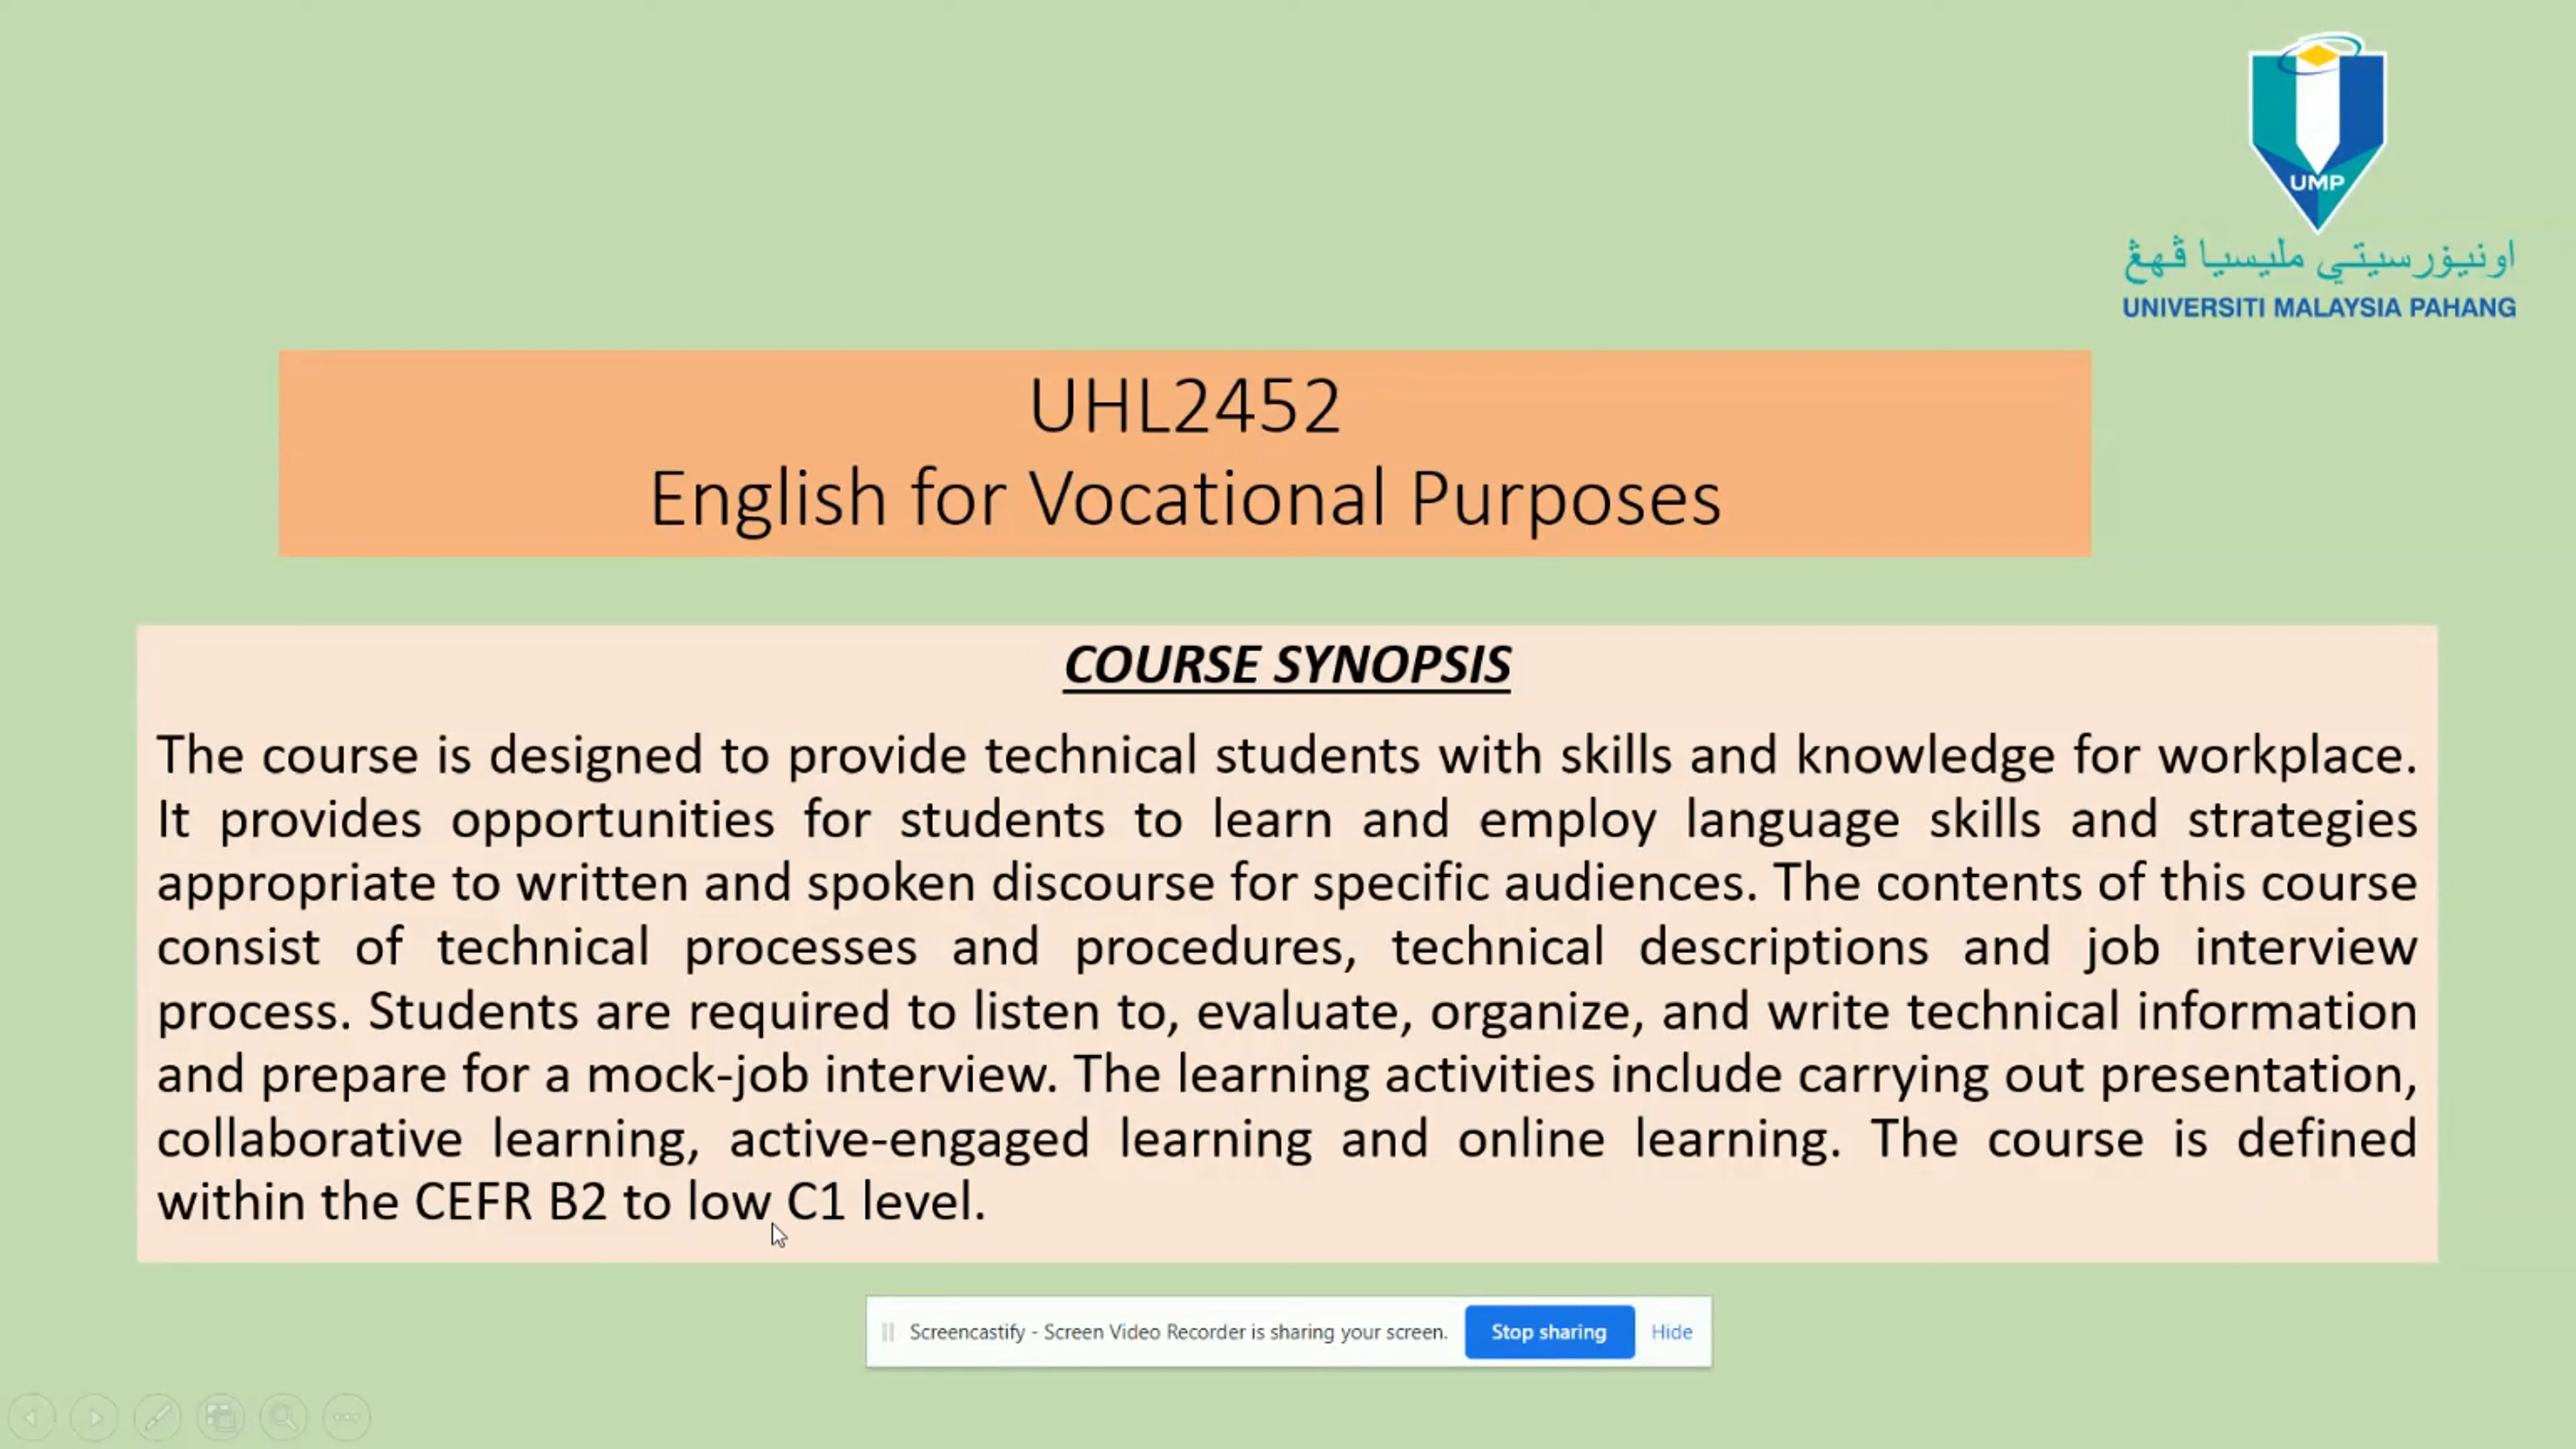 UMP
اونيۏرسيتي مليسيا ڤهڠ
UNIVERSITI MALAYSIA PAHANG
UHL2452
English for Vocational Purposes
COURSE SYNOPSIS
The course is designed to provide technical students with skills and knowledge for workplace.
It provides opportunities for students to learn and employ language skills and strategies
appropriate to written and spoken discourse for specific audiences. The contents of this course
consist of technical processes and procedures, technical descriptions and job interview
process. Students are required to listen to, evaluate, organize, and write technical information
and prepare for a mock-job interview. The learning activities include carrying out presentation,
collaborative learning, active-engaged learning and online learning. The course is defined
within the CEFR B2 to low C1 level.
Screencastify - Screen Video Recorder is sharing your screen. Stop sharing Hide